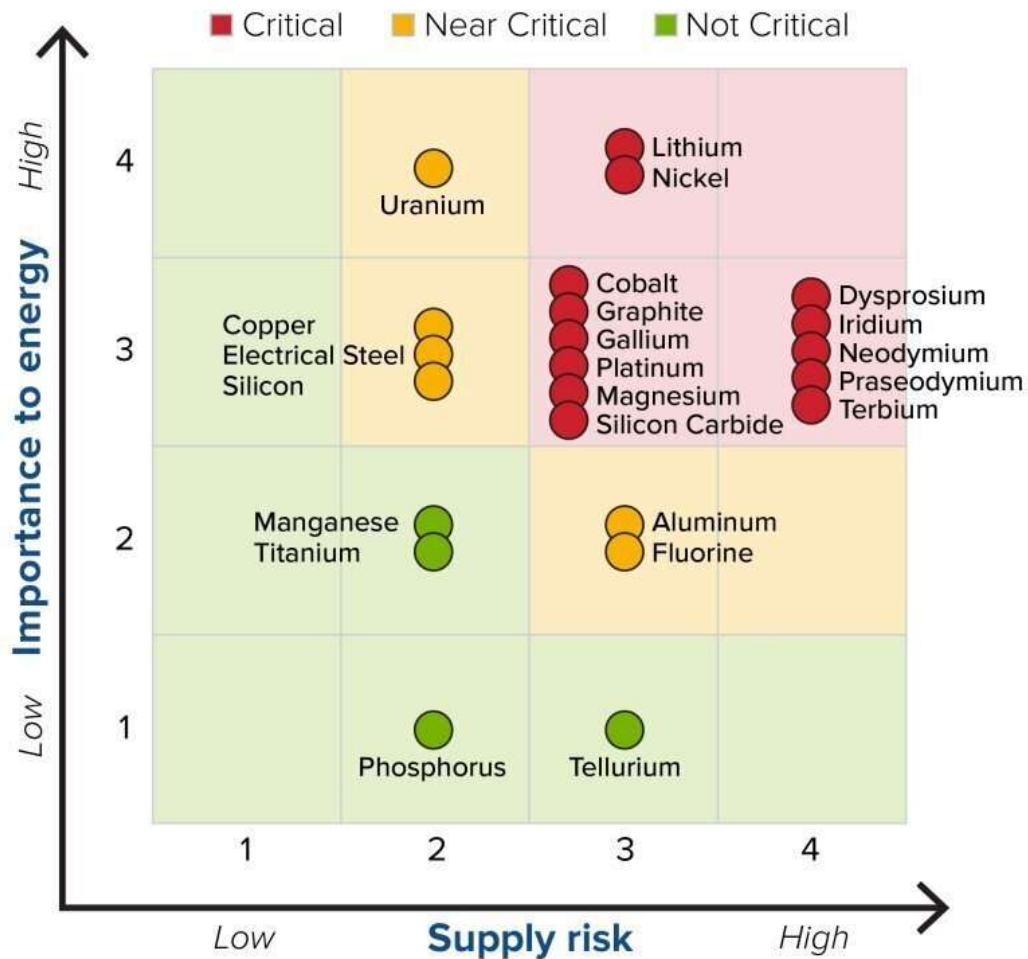 Critical Near Critical Not Critical
High
Importance to energy
Low
4
3
2
1
Uranium
Lithium
Nickel
Copper
Electrical Steel
Silicon
Cobalt
Graphite
Gallium
Platinum
Magnesium
Silicon Carbide
Dysprosium
Iridium
Neodymium
Praseodymium
Terbium
Manganese
Titanium
Aluminum
Fluorine
Phosphorus
Tellurium
1 2 3 4
Low Supply risk High